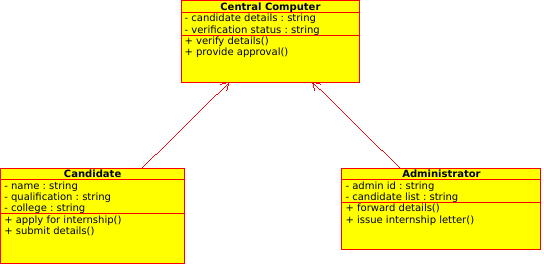 Central Computer
- candidate details : string
- verification status : string
+ verify details()
+ provide approval()
Candidate
- name : string
- qualification : string
- college : string
+ apply for internship()
+ submit details()
Administrator
- admin id : string
- candidate list : string
+ forward details()
+ issue internship letter()